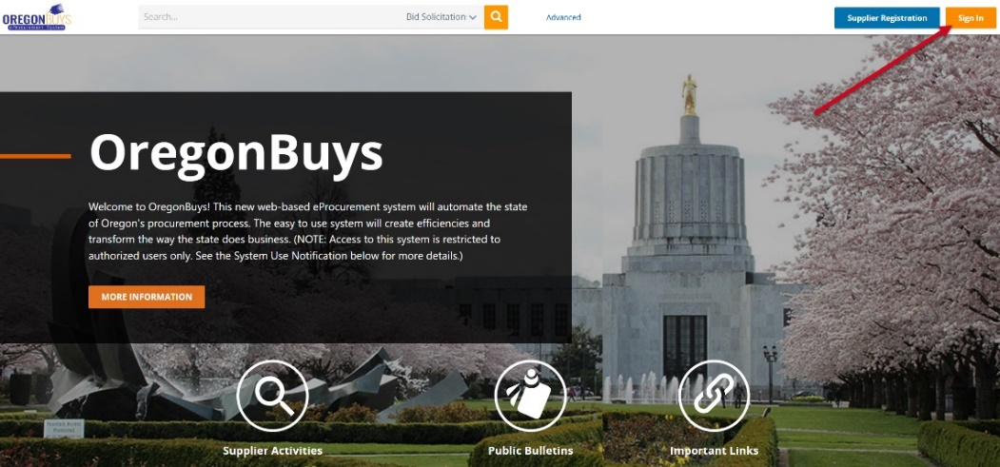 OREGONBUYS
eProcurement System
Search...
Bid Solicitation
Advanced
Supplier Registration
Sign In
OregonBuys
Welcome to OregonBuys! This new web-based eProcurement system will automate the state
of Oregon's procurement process. The easy to use system will create efficiencies and
transform the way the state does business. (NOTE: Access to this system is restricted to
authorized users only. See the System Use Notification below for more details.)
MORE INFORMATION
Supplier Activities
Public Bulletins
Important Links